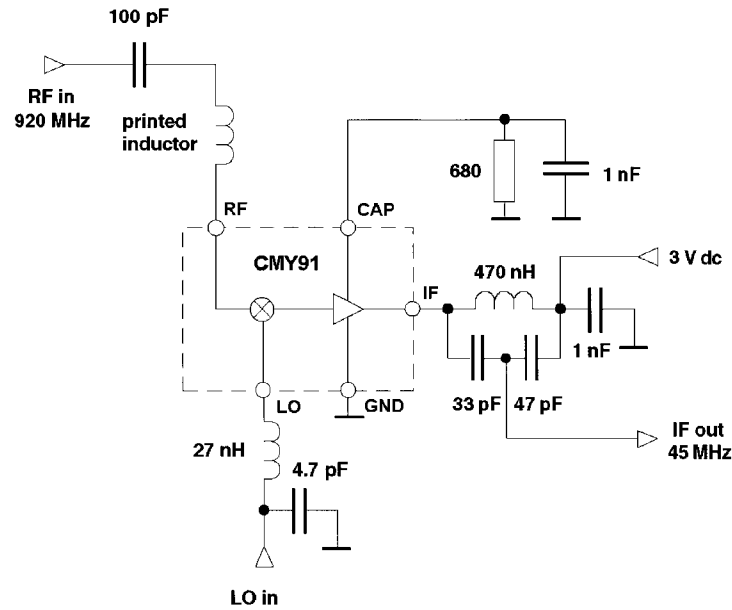 100 pF
RF in
920 MHz
printed
inductor
680
1 nF
RF
CAP
CMY91
470 nH
3 V dc
IF
1 nF
LO
GND
33 pF
47 pF
IF out
45 MHz
27 nH
4.7 pF
LO in